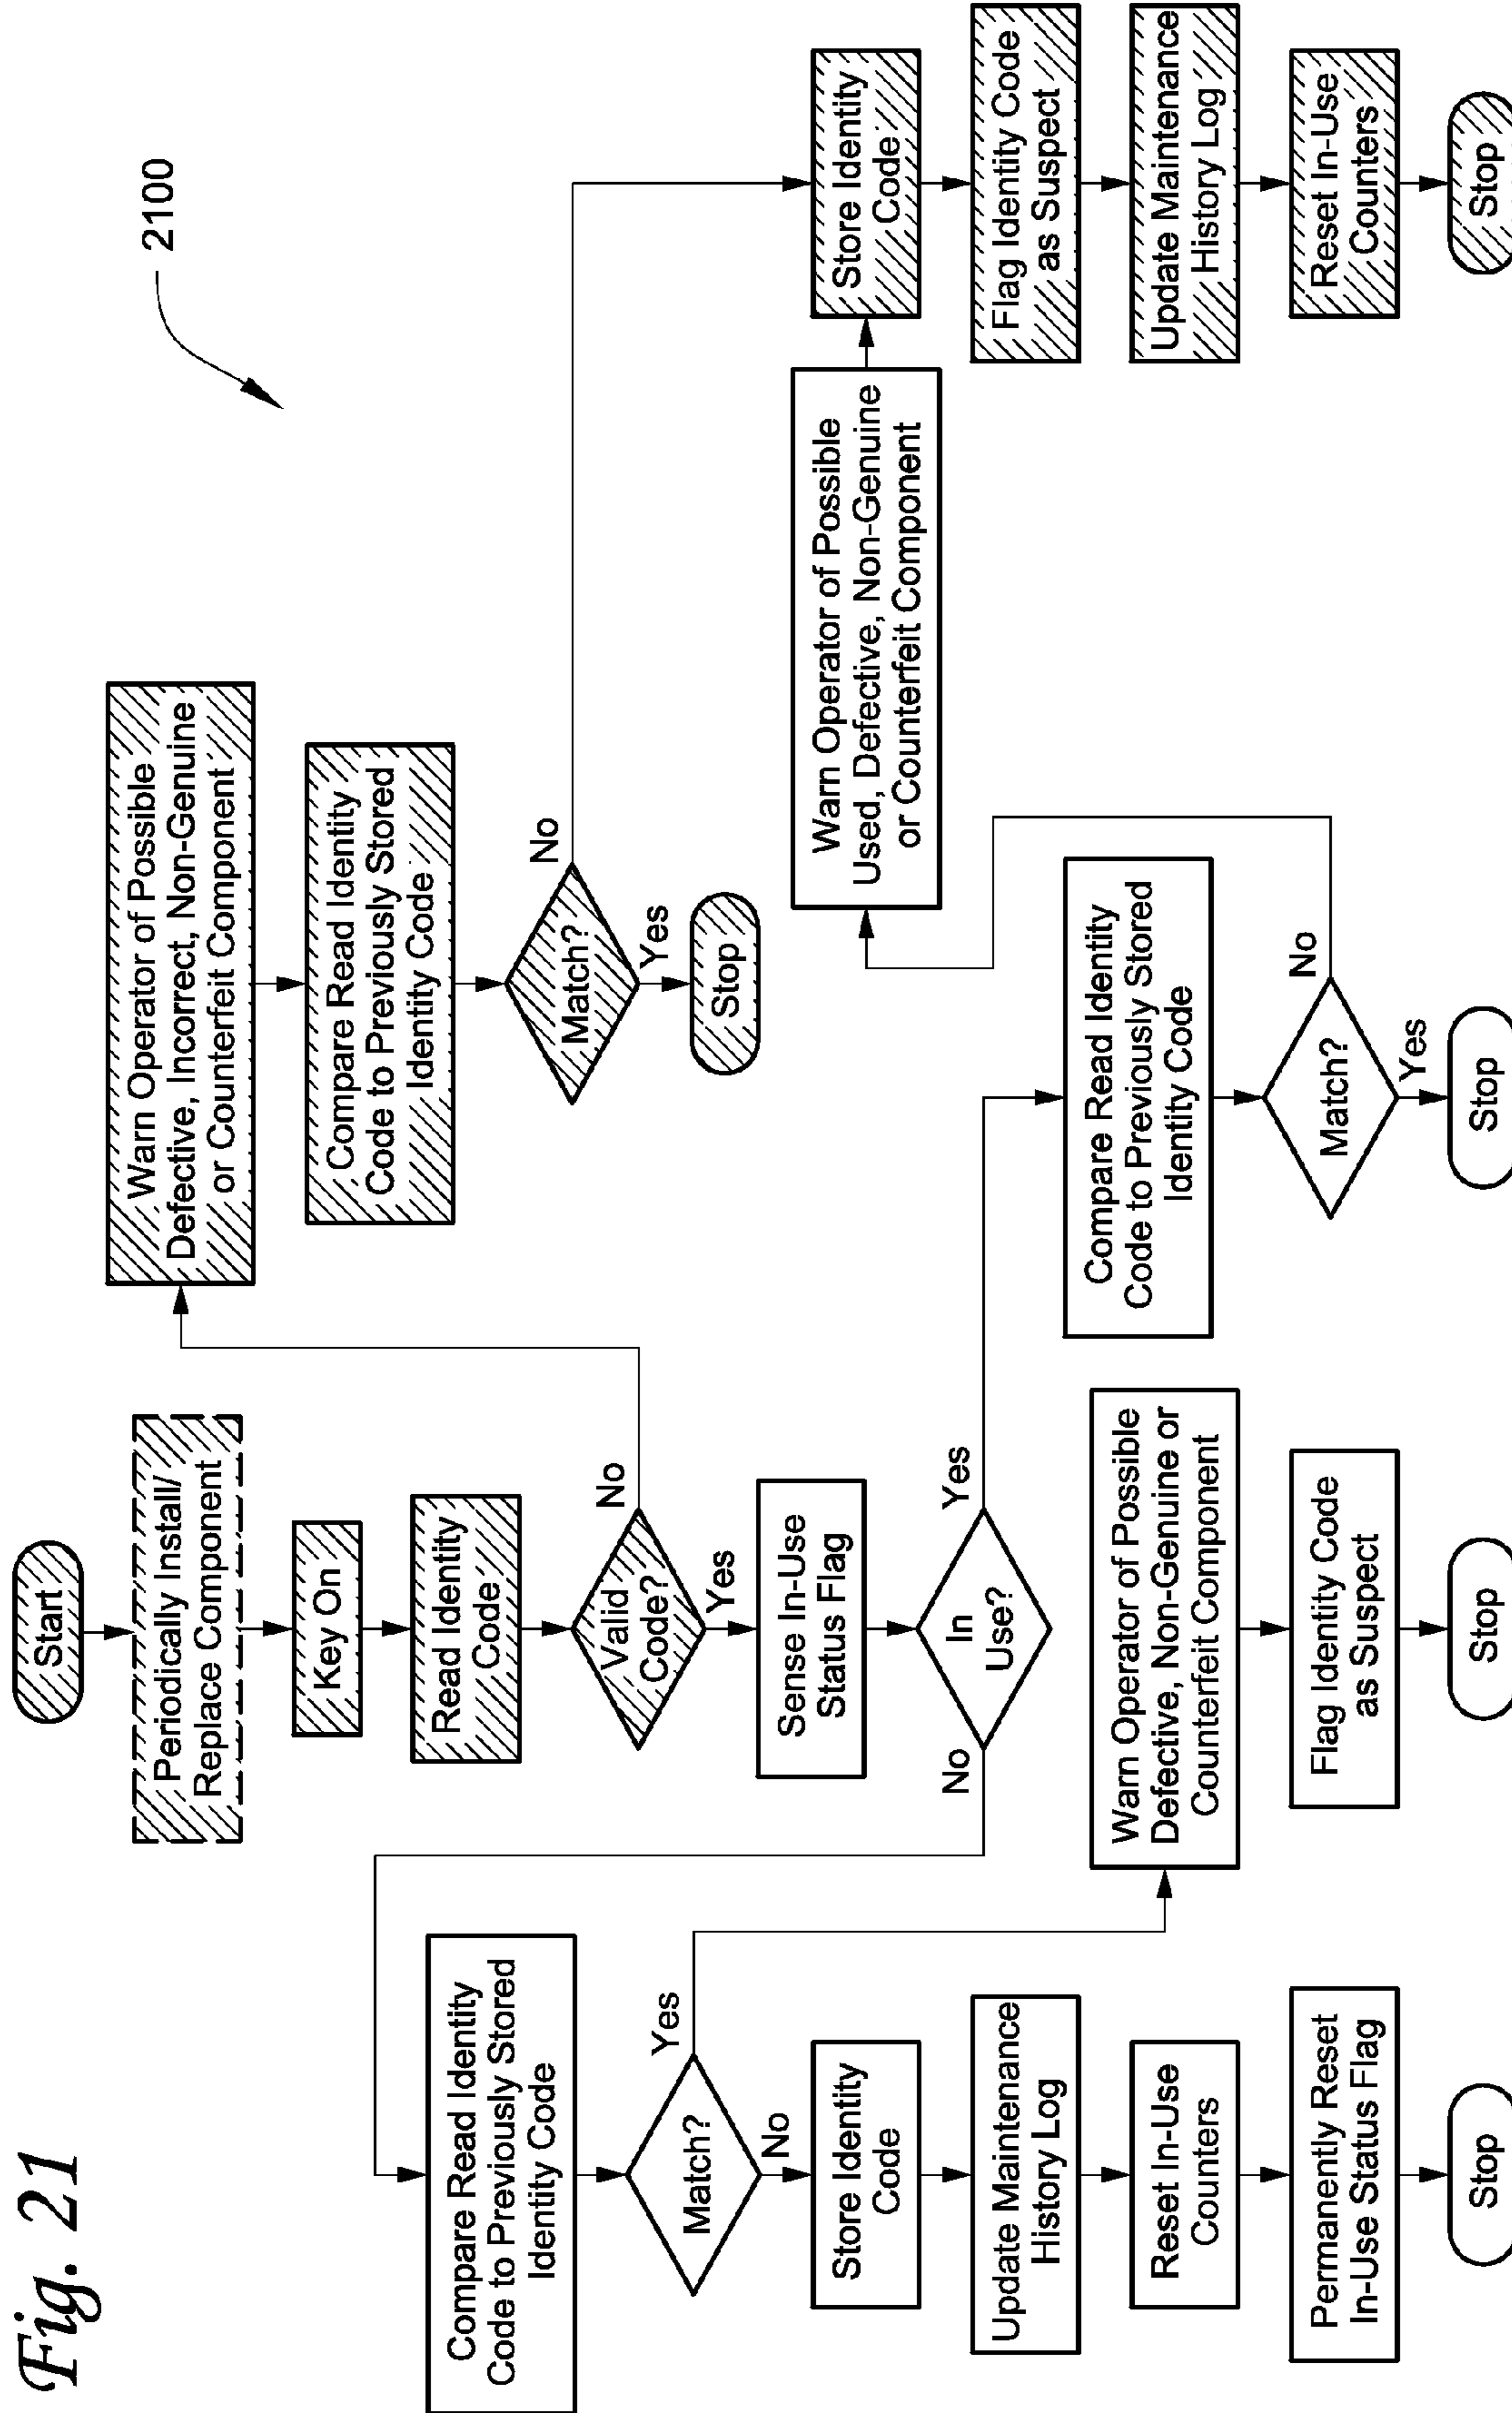 Fig. 21
2100
Start
Periodically Install/
Replace Component
Key On
Read Identity
Code
Valid
Code?
No
Yes
Warn Operator of Possible
Defective, Incorrect, Non-Genuine
or Counterfeit Component
Compare Read Identity
Code to Previously Stored
Identity Code
Match?
No
Yes
Stop
Sense In-Use
Status Flag
In
Use?
No
Yes
Compare Read Identity
Code to Previously Stored
Identity Code
Match?
Yes
No
Store Identity
Code
Update Maintenance
History Log
Reset In-Use
Counters
Permanently Reset
In-Use Status Flag
Stop
Warn Operator of Possible
Defective, Non-Genuine or
Counterfeit Component
Flag Identity Code
as Suspect
Stop
Compare Read Identity
Code to Previously Stored
Identity Code
Match?
No
Yes
Stop
Warn Operator of Possible
Used, Defective, Non-Genuine
or Counterfeit Component
Store Identity
Code
Flag Identity Code
as Suspect
Update Maintenance
History Log
Reset In-Use
Counters
Stop